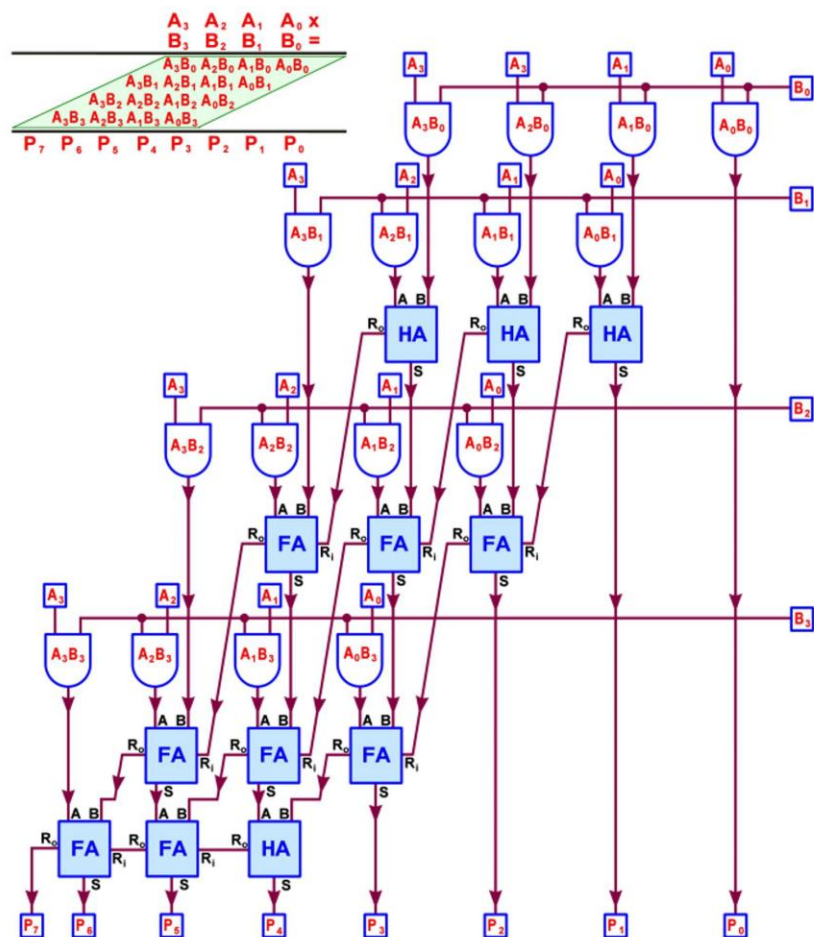 A₃ A₂ A₁ A₀ x
B₃ B₂ B₁ B₀ =
A₃B₀ A₂B₀ A₁B₀ A₀B₀
A₃B₁ A₂B₁ A₁B₁ A₀B₁
A₃B₂ A₂B₂ A₁B₂ A₀B₂
A₃B₃ A₂B₃ A₁B₃ A₀B₃
P₇ P₆ P₅ P₄ P₃ P₂ P₁ P₀
A₃ A₃ A₁ A₀
B₀
A₃B₀ A₂B₀ A₁B₀ A₀B₀
A₃ A₂ A₁ A₀
B₁
A₃B₁ A₂B₁ A₁B₁ A₀B₁
A B A B A B
Rₒ HA Rₒ HA Rₒ HA
S S S
A₃ A₂ A₁ A₀
B₂
A₃B₂ A₂B₂ A₁B₂ A₀B₂
A B A B A B
Rₒ FA Rᵢ Rₒ FA Rᵢ Rₒ FA Rᵢ
S S S
A₃ A₂ A₁ A₀
B₃
A₃B₃ A₂B₃ A₁B₃ A₀B₃
A B A B A B
Rₒ FA Rᵢ Rₒ FA Rᵢ Rₒ FA Rᵢ
S S S
A B A B A B
Rₒ FA Rᵢ Rₒ FA Rᵢ Rₒ HA
S S S
P₇ P₆ P₅ P₄ P₃ P₂ P₁ P₀